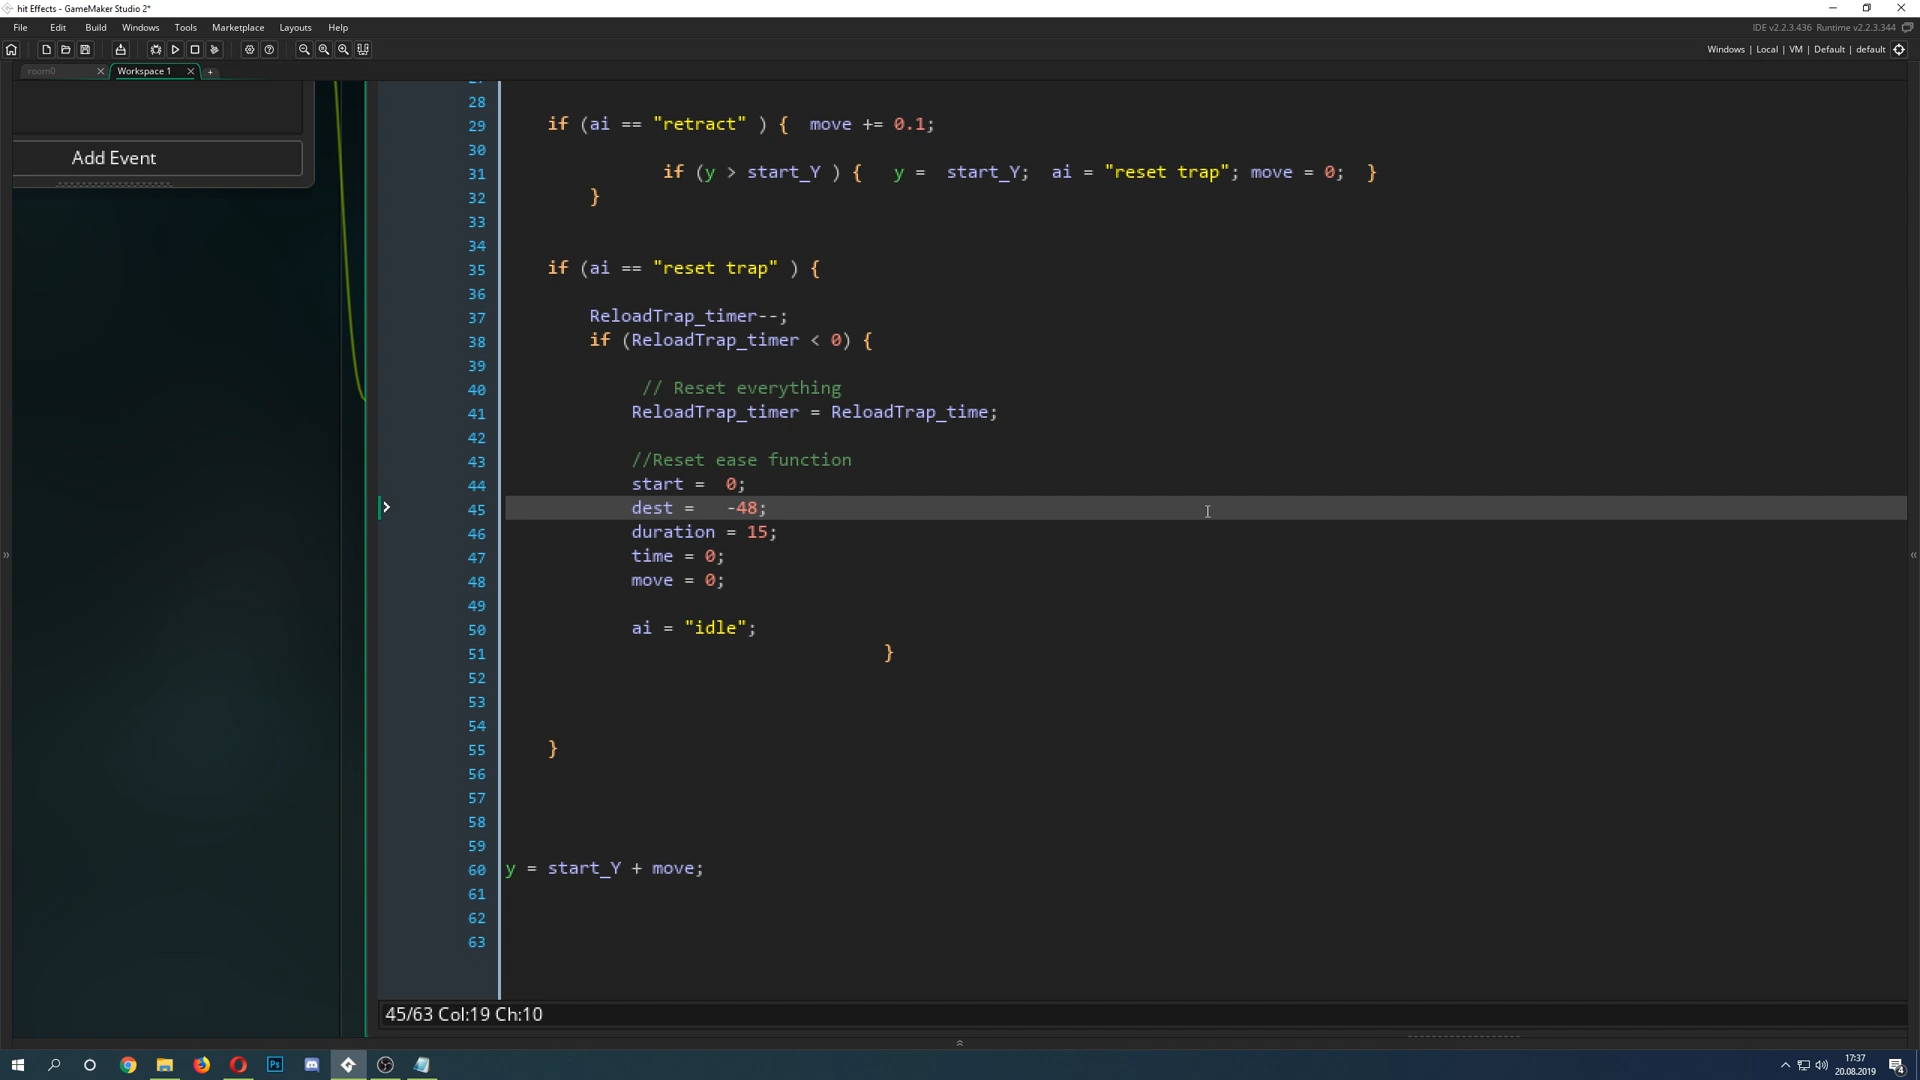 hit Effects - GameMaker Studio 2*
File Edit Build Windows Tools Marketplace Layouts Help
IDE v2.2.3.436 Runtime v2.2.3.344
Windows | Local | VM | Default | default
room0
Workspace 1
Add Event
28
29 if (ai == "retract" ) { move += 0.1;
30
31 if (y > start_Y ) { y = start_Y; ai = "reset trap"; move = 0; }
32 }
33
34
35 if (ai == "reset trap" ) {
36
37 ReloadTrap_timer--;
38 if (ReloadTrap_timer < 0) {
39
40 // Reset everything
41 ReloadTrap_timer = ReloadTrap_time;
42
43 //Reset ease function
44 start = 0;
45 dest = -48;
46 duration = 15;
47 time = 0;
48 move = 0;
49
50 ai = "idle";
51 }
52
53
54
55 }
56
57
58
59
60 y = start_Y + move;
61
62
63
45/63 Col:19 Ch:10
17:37
20.08.2019
4